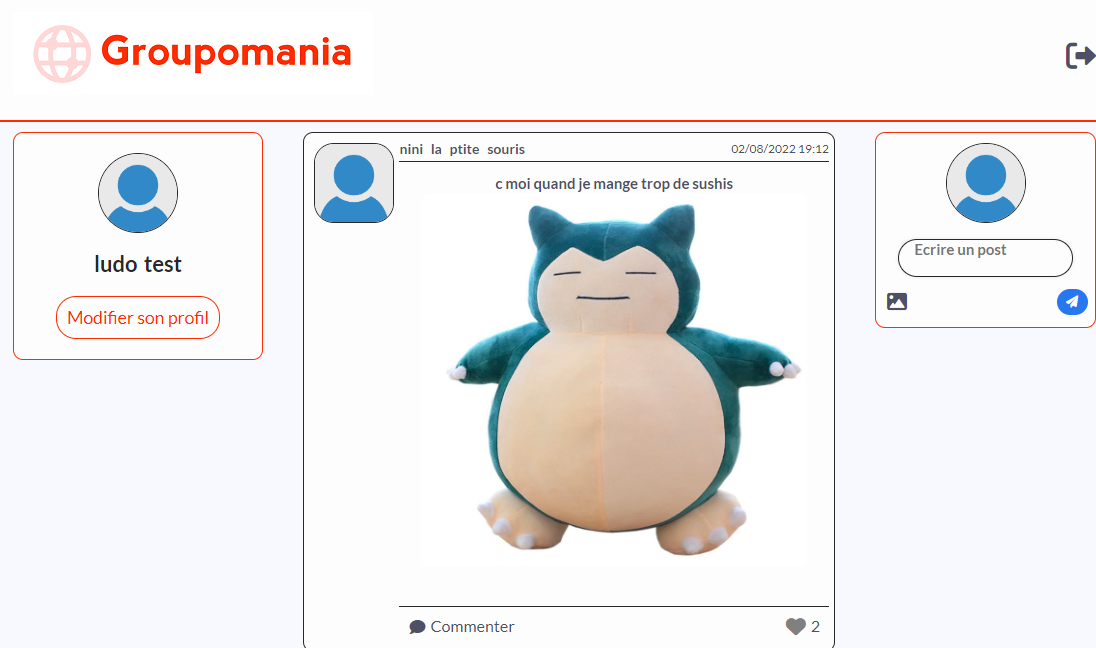 Groupomania
ludo test
Modifier son profil
nini la ptite souris
02/08/2022 19:12
c moi quand je mange trop de sushis
Commenter
2
Ecrire un post